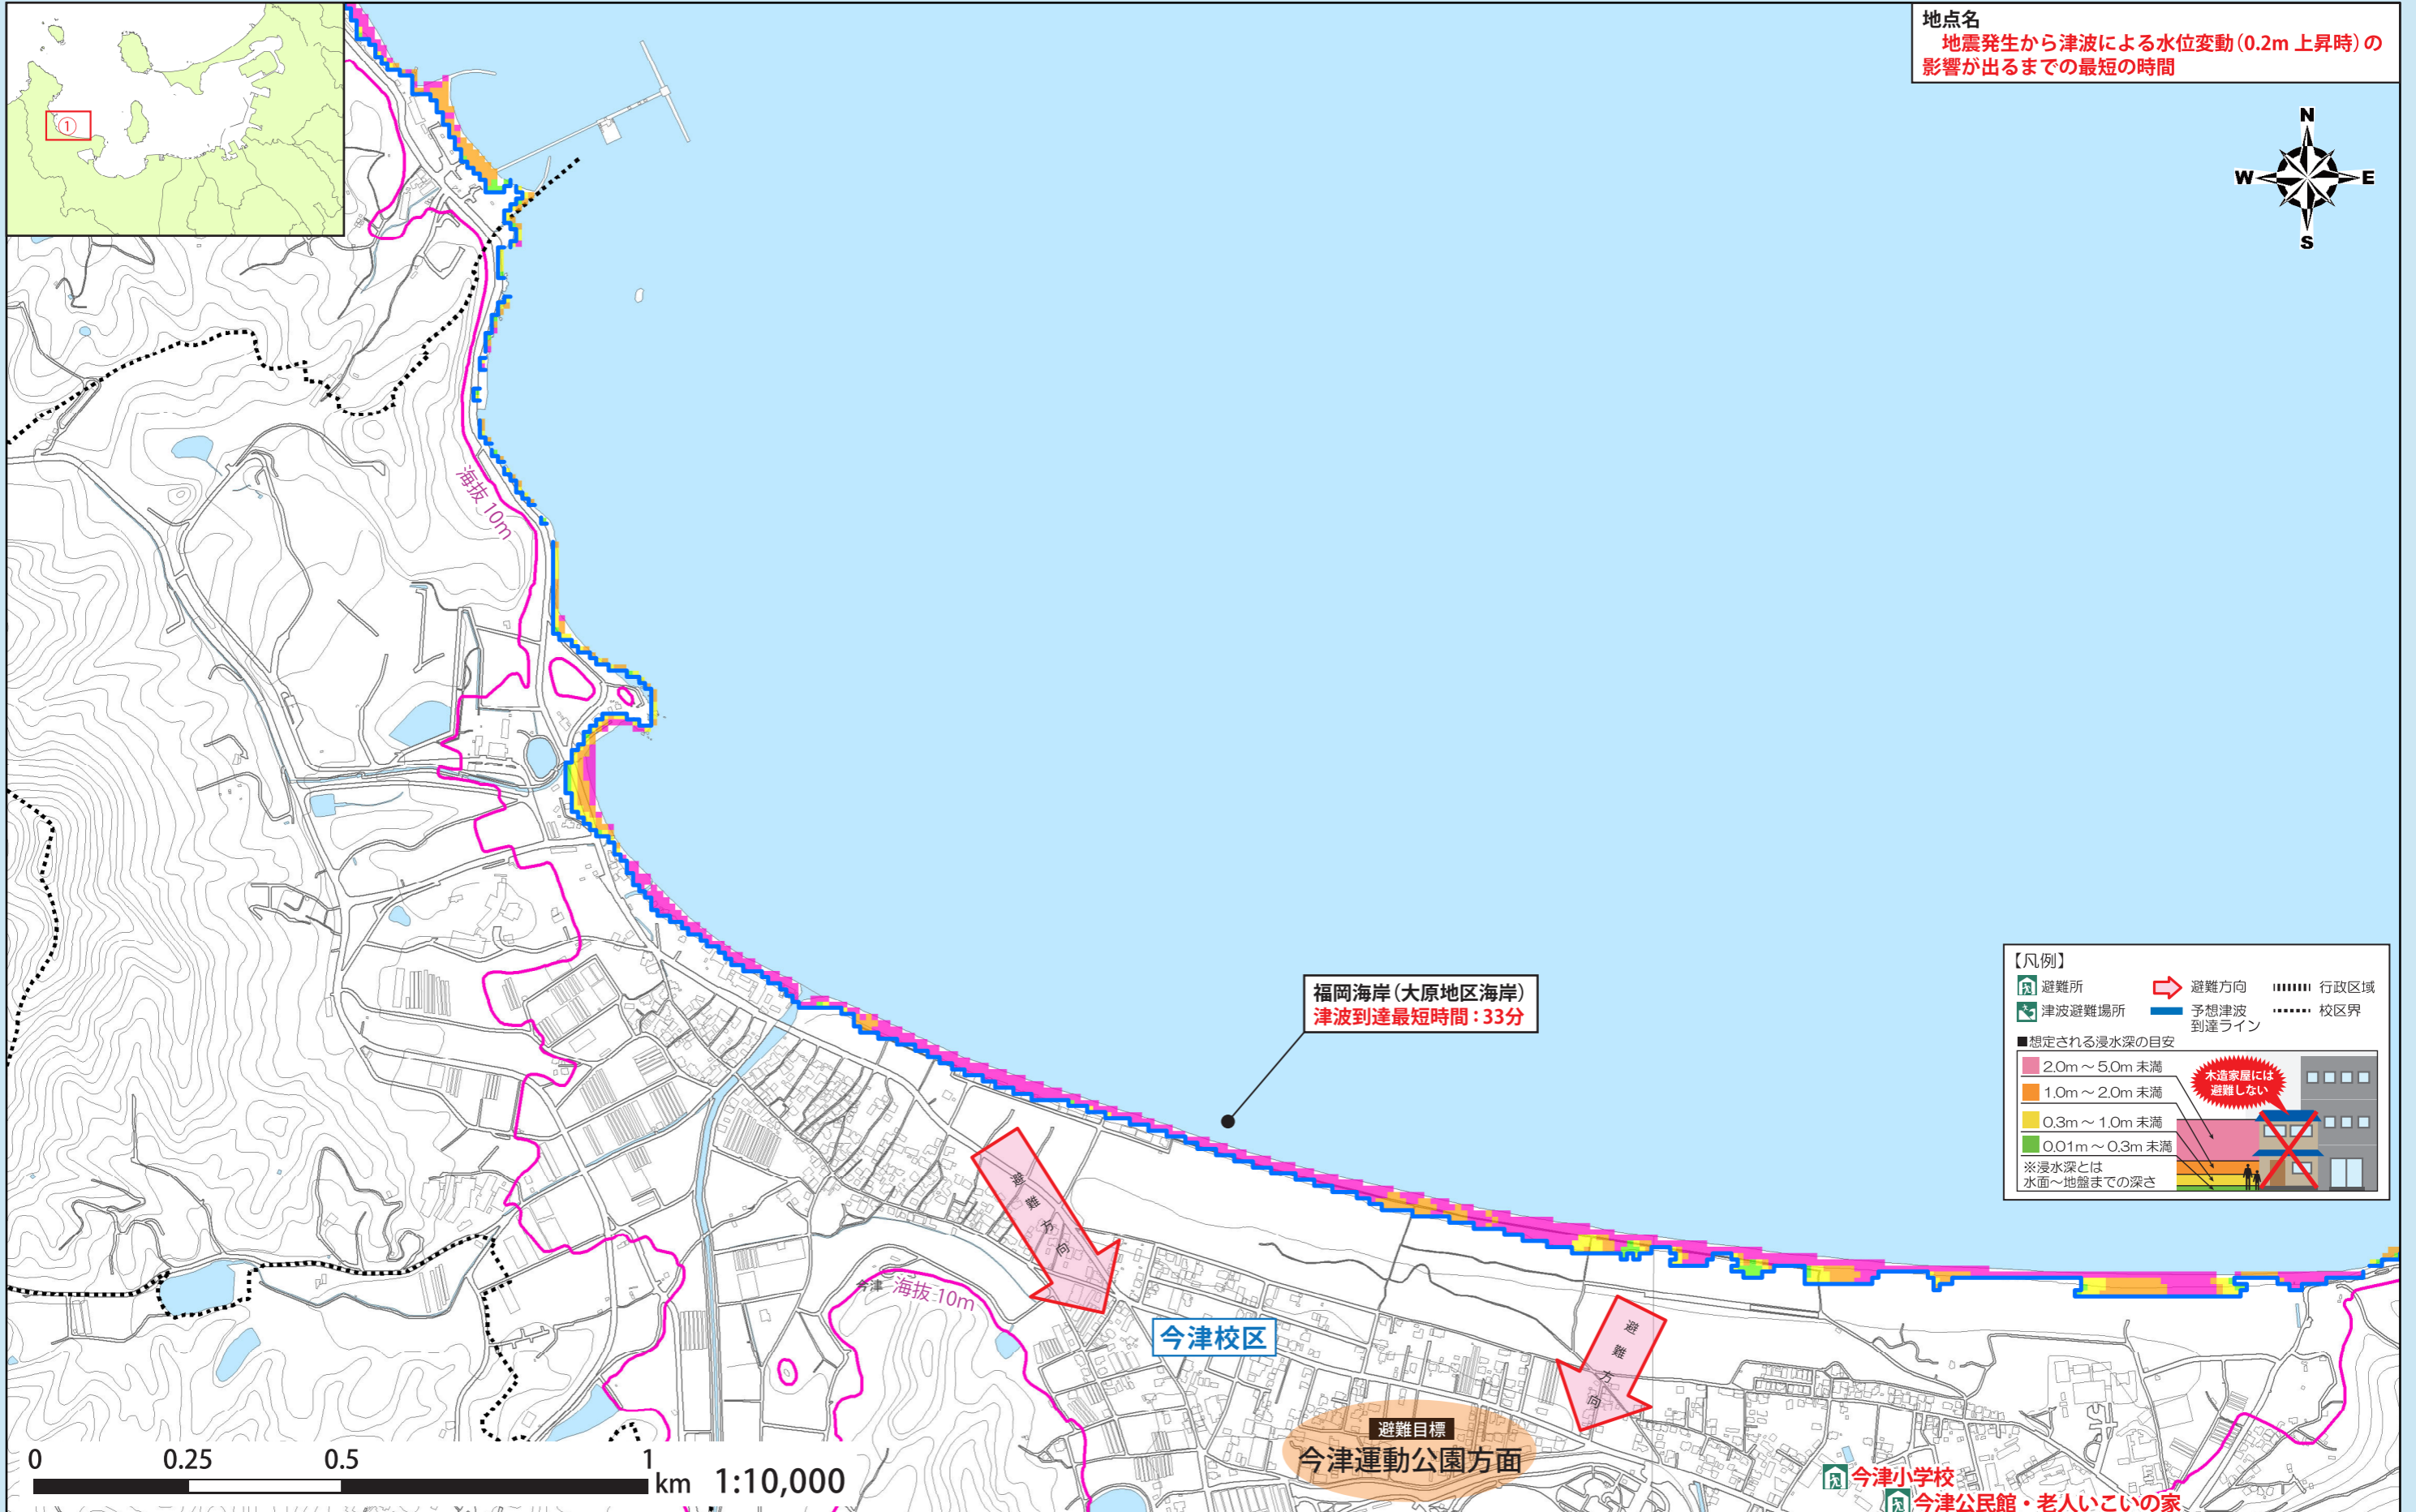 ①
地点名
地震発生から津波による水位変動(0.2m 上昇時)の
影響が出るまでの最短の時間
N
W
E
S
海抜 10m
福岡海岸(大原地区海岸)
津波到達最短時間:33分
【凡例】
避難所
避難方向
行政区域
津波避難場所
予想津波
到達ライン
校区界
■想定される浸水深の目安
2.0m ～ 5.0m 未満
1.0m ～ 2.0m 未満
0.3m ～ 1.0m 未満
0.01m ～ 0.3m 未満
※浸水深とは
水面～地盤までの深さ
木造家屋には
避難しない
避難方向
今津
海抜 10m
今津校区
避難方向
避難目標
今津運動公園方面
今津小学校
今津公民館・老人いこいの家
0 0.25 0.5 1
km 1:10,000